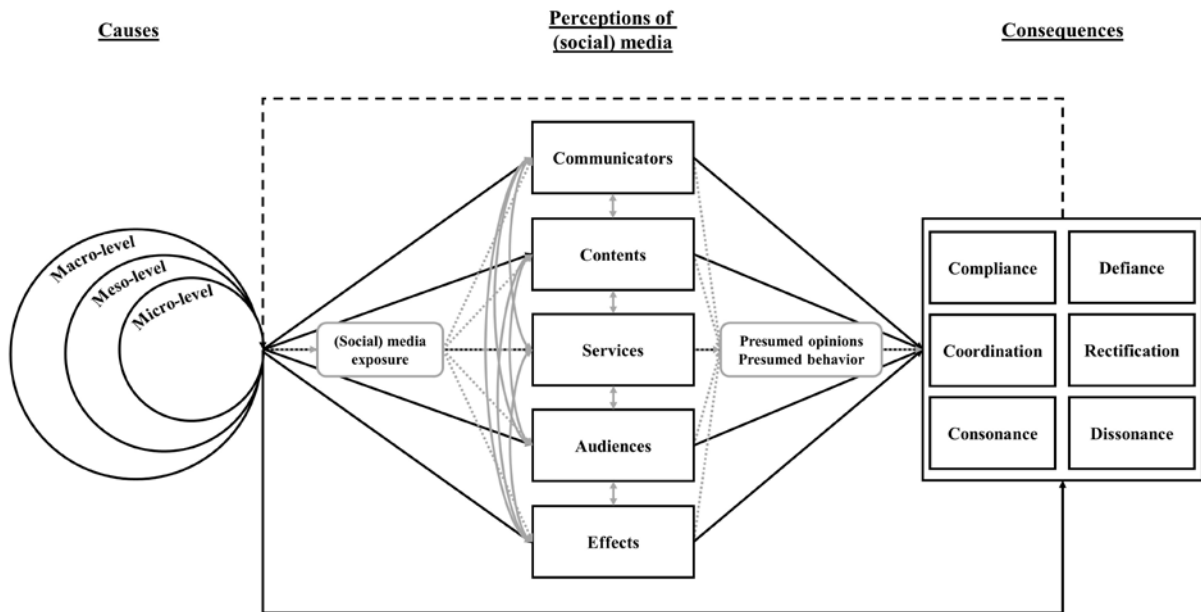 Causes
Perceptions of
(social) media
Consequences
Macro-level
Meso-level
Micro-level
(Social) media
exposure
Communicators
Contents
Services
Audiences
Effects
Presumed opinions
Presumed behavior
Compliance
Defiance
Coordination
Rectification
Consonance
Dissonance